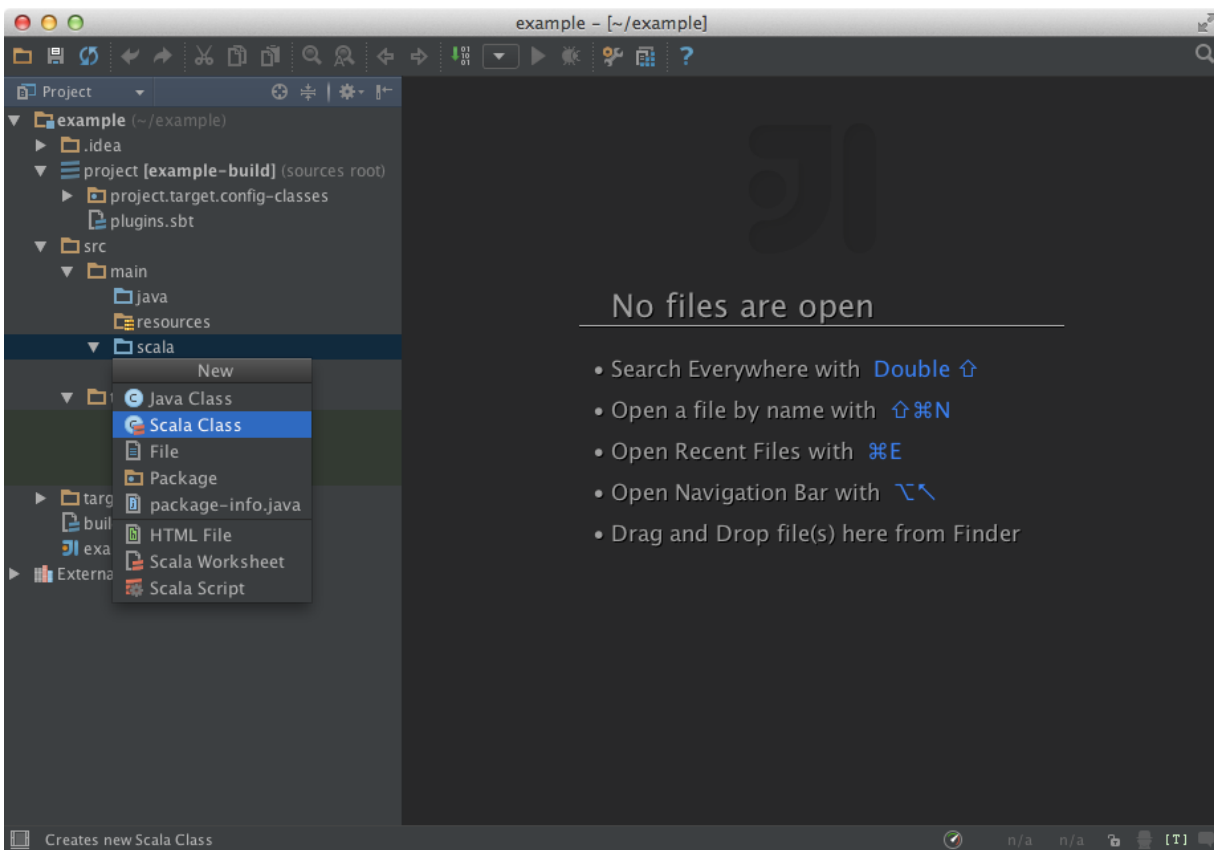 example – [~/example]
Project
example (~/example)
.idea
project [example-build] (sources root)
project.target.config-classes
plugins.sbt
src
main
java
resources
scala
New
Java Class
Scala Class
File
Package
package-info.java
HTML File
Scala Worksheet
Scala Script
t
targ
buil
exa
Externa
No files are open
• Search Everywhere with Double ⇧
• Open a file by name with ⇧⌘N
• Open Recent Files with ⌘E
• Open Navigation Bar with ⌥↖
• Drag and Drop file(s) here from Finder
Creates new Scala Class
n/a n/a [T]